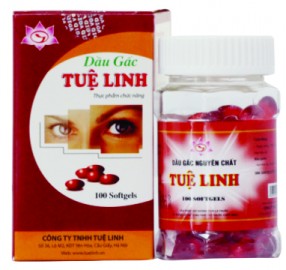 Dầu Gấc
TUỆ LINH
Thực phẩm chức năng
100 Softgels
CÔNG TY TNHH TUỆ LINH
DẦU GẤC NGUYÊN CHẤT
TUỆ LINH
100 SOFTGELS